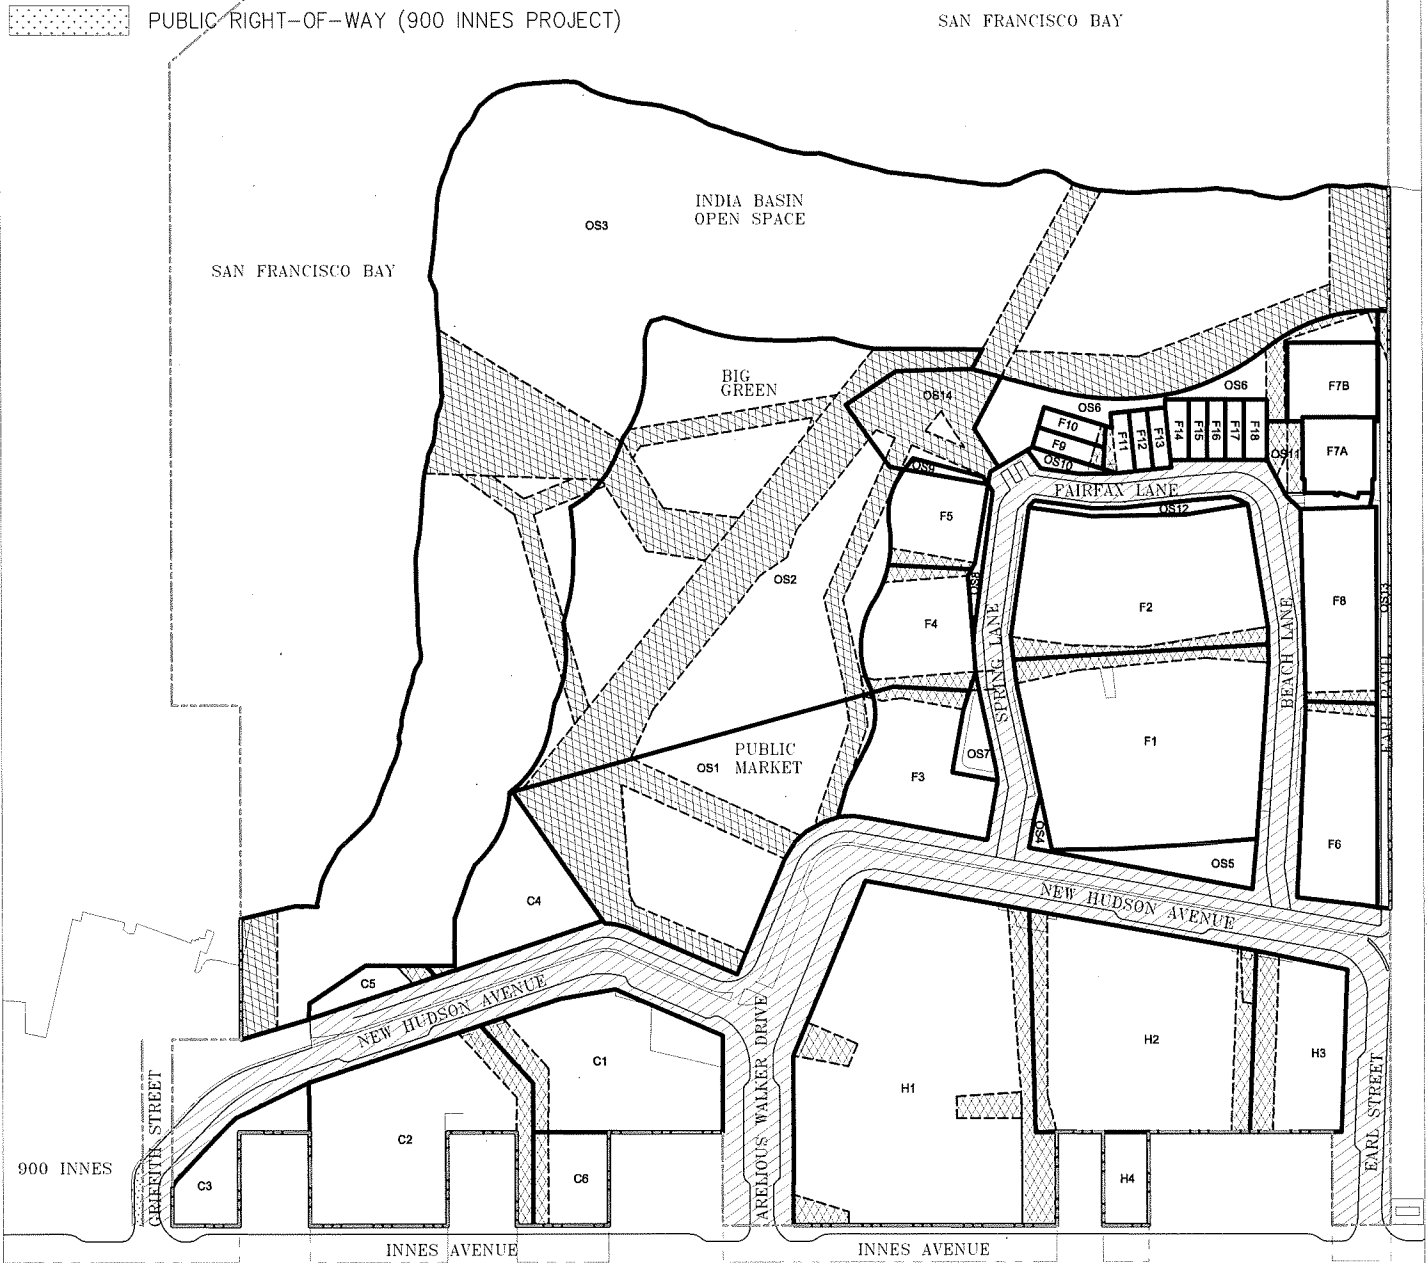 PUBLIC RIGHT-OF-WAY (900 INNES PROJECT)
SAN FRANCISCO BAY
INDIA BASIN
OPEN SPACE
OS3
SAN FRANCISCO BAY
BIG
GREEN
OS14
OS6
OS6
F7B
F10
F9
OS10
F11
F12
F13
F14
F15
F16
F17
F18
OS11
F7A
OS9
PAIRFAX LANE
OS12
F5
OS8
OS2
F4
F2
F8
OS13
SPRING LANE
BEACH LANE
EARL PATH
PUBLIC
MARKET
OS1
OS7
F3
F1
OS4
OS5
F6
C4
NEW HUDSON AVENUE
C5
NEW HUDSON AVENUE
C1
H1
H2
H3
ARELIOUS WALKER DRIVE
EARL STREET
GRIFFITH STREET
C2
900 INNES
C3
C6
H4
INNES AVENUE
INNES AVENUE